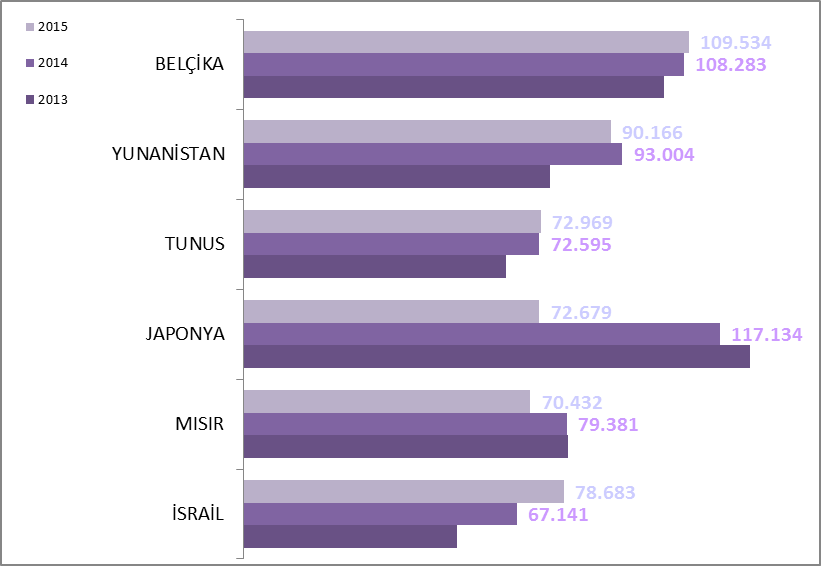 2015
2014
2013
BELÇİKA
109.534
108.283
YUNANİSTAN
90.166
93.004
TUNUS
72.969
72.595
JAPONYA
72.679
117.134
MISIR
70.432
79.381
İSRAİL
78.683
67.141